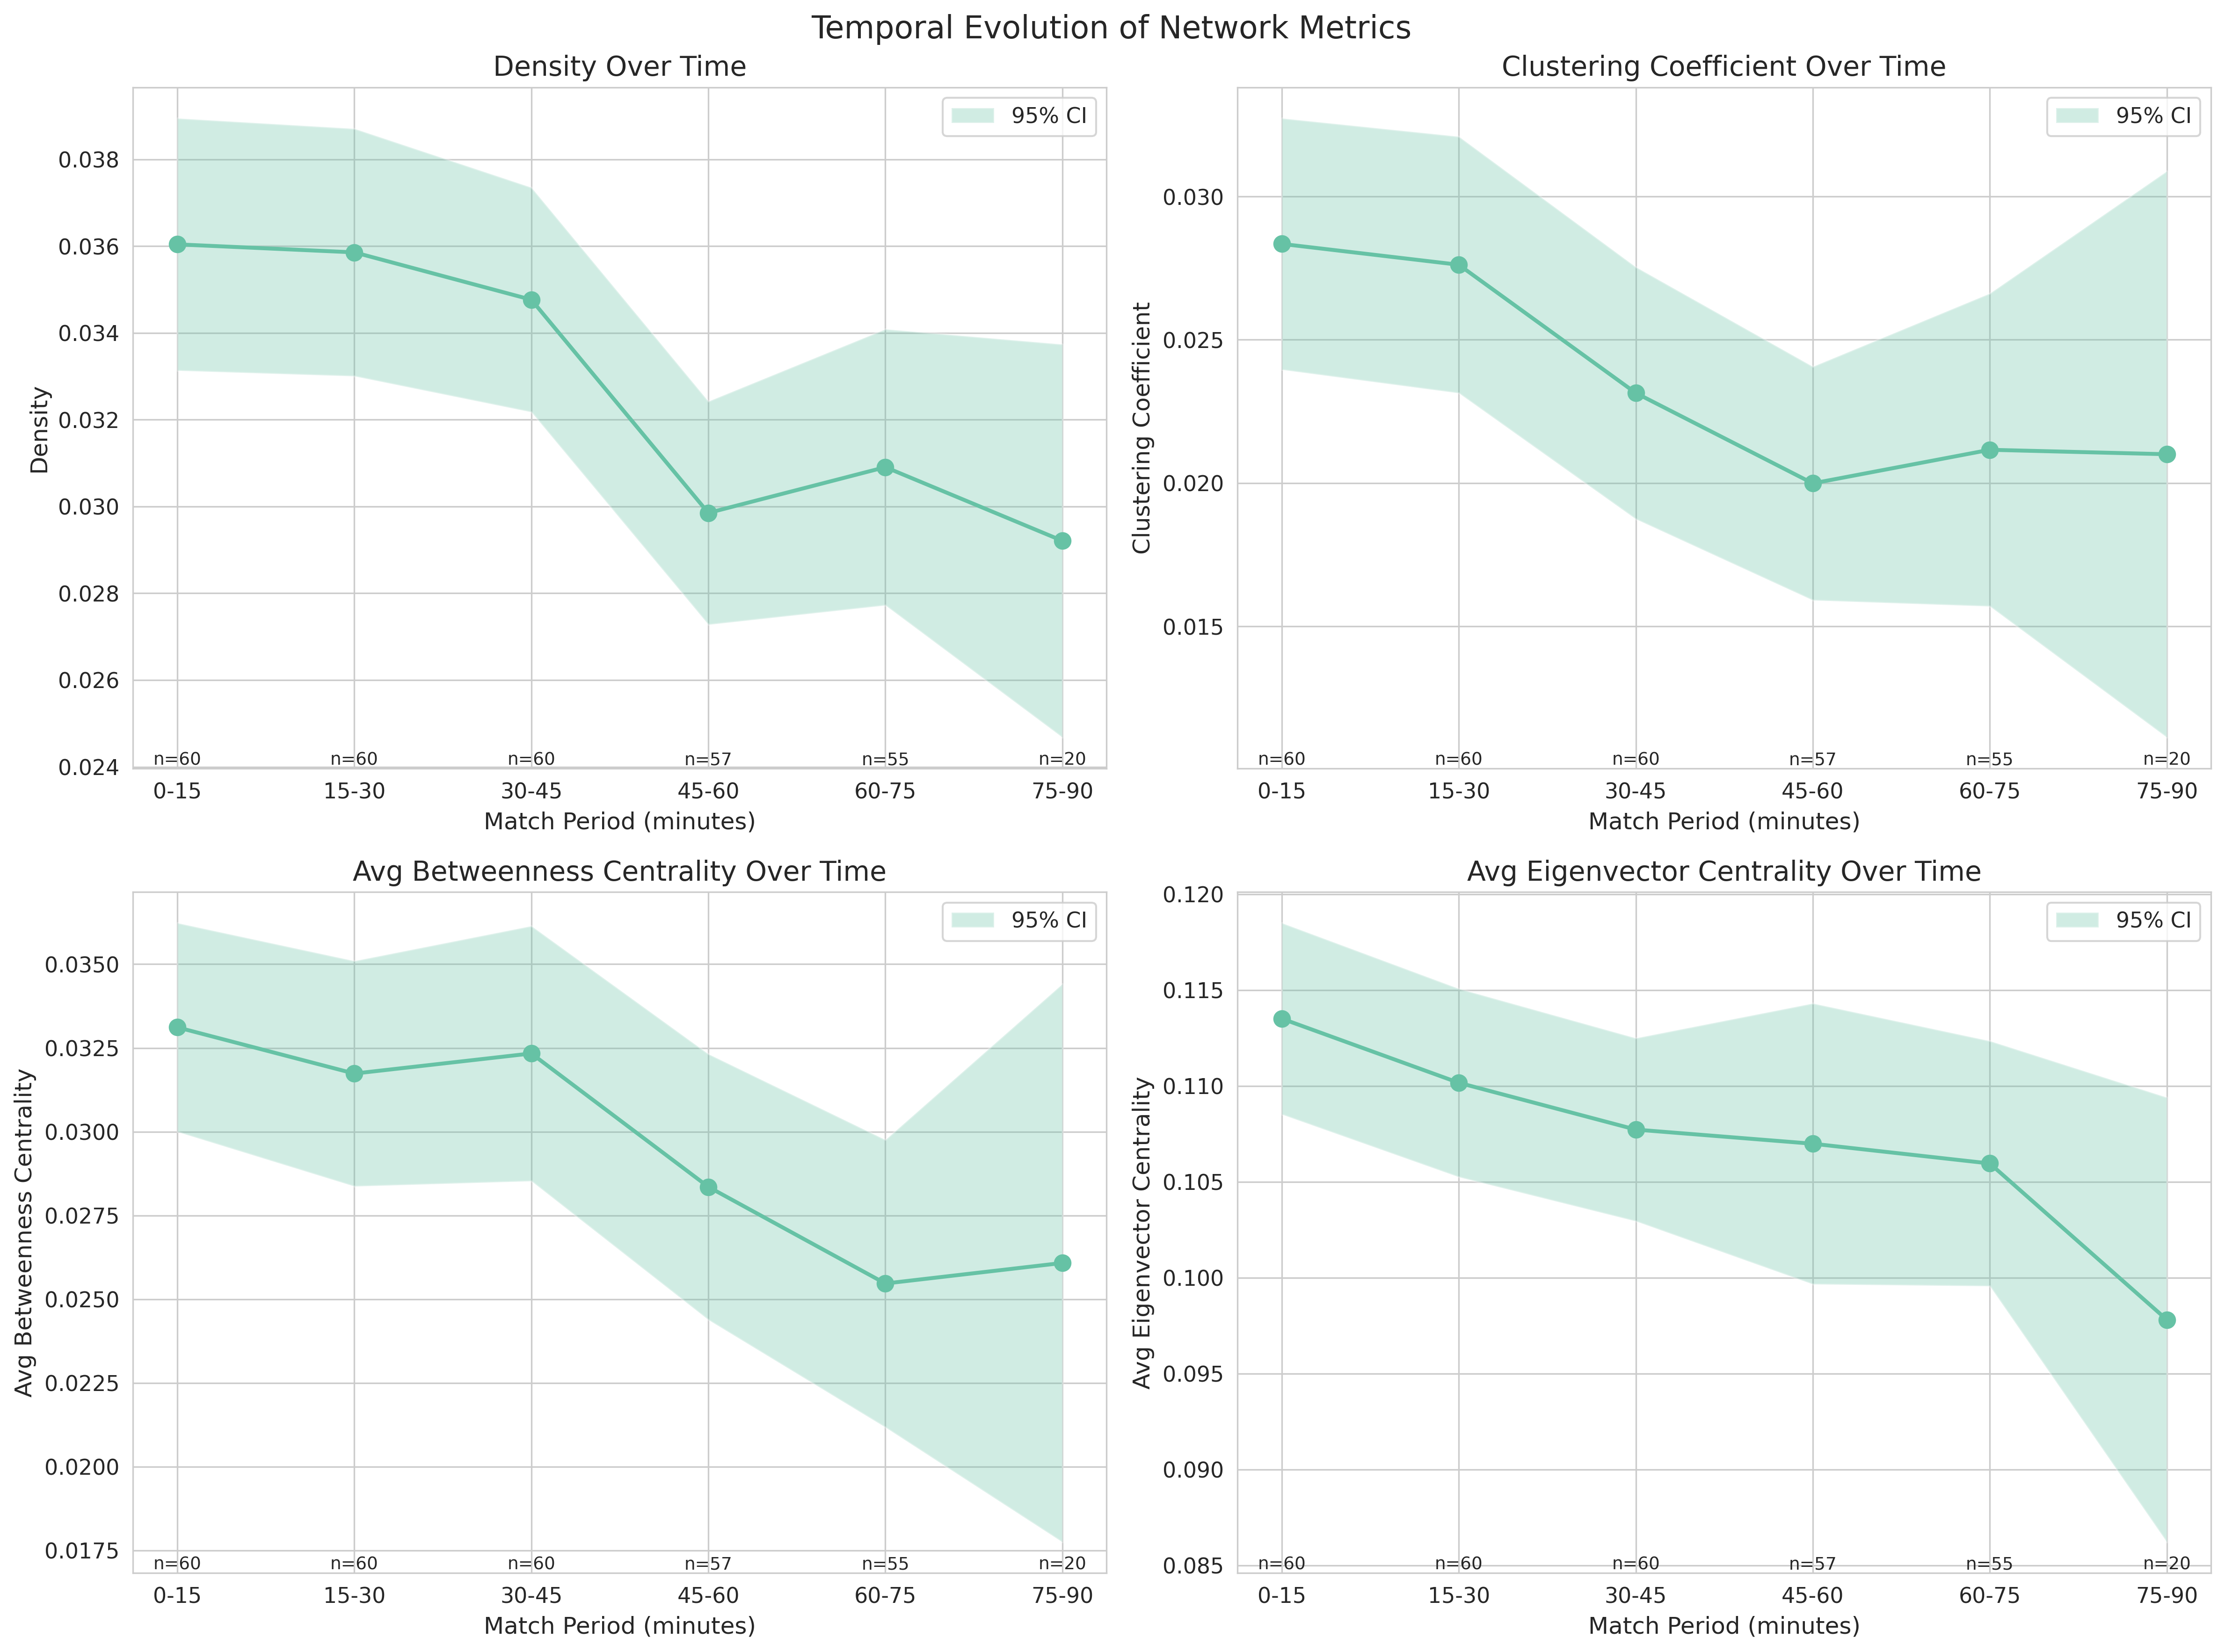 Temporal Evolution of Network Metrics
Density Over Time
95% CI
0.038
0.036
0.034
0.032
0.030
0.028
0.026
0.024
Density
n=60 n=60 n=60 n=57 n=55 n=20
0-15 15-30 30-45 45-60 60-75 75-90
Match Period (minutes)
Clustering Coefficient Over Time
95% CI
0.030
0.025
0.020
0.015
Clustering Coefficient
n=60 n=60 n=60 n=57 n=55 n=20
0-15 15-30 30-45 45-60 60-75 75-90
Match Period (minutes)
Avg Betweenness Centrality Over Time
95% CI
0.0350
0.0325
0.0300
0.0275
0.0250
0.0225
0.0200
0.0175
Avg Betweenness Centrality
n=60 n=60 n=60 n=57 n=55 n=20
0-15 15-30 30-45 45-60 60-75 75-90
Match Period (minutes)
Avg Eigenvector Centrality Over Time
95% CI
0.120
0.115
0.110
0.105
0.100
0.095
0.090
0.085
Avg Eigenvector Centrality
n=60 n=60 n=60 n=57 n=55 n=20
0-15 15-30 30-45 45-60 60-75 75-90
Match Period (minutes)